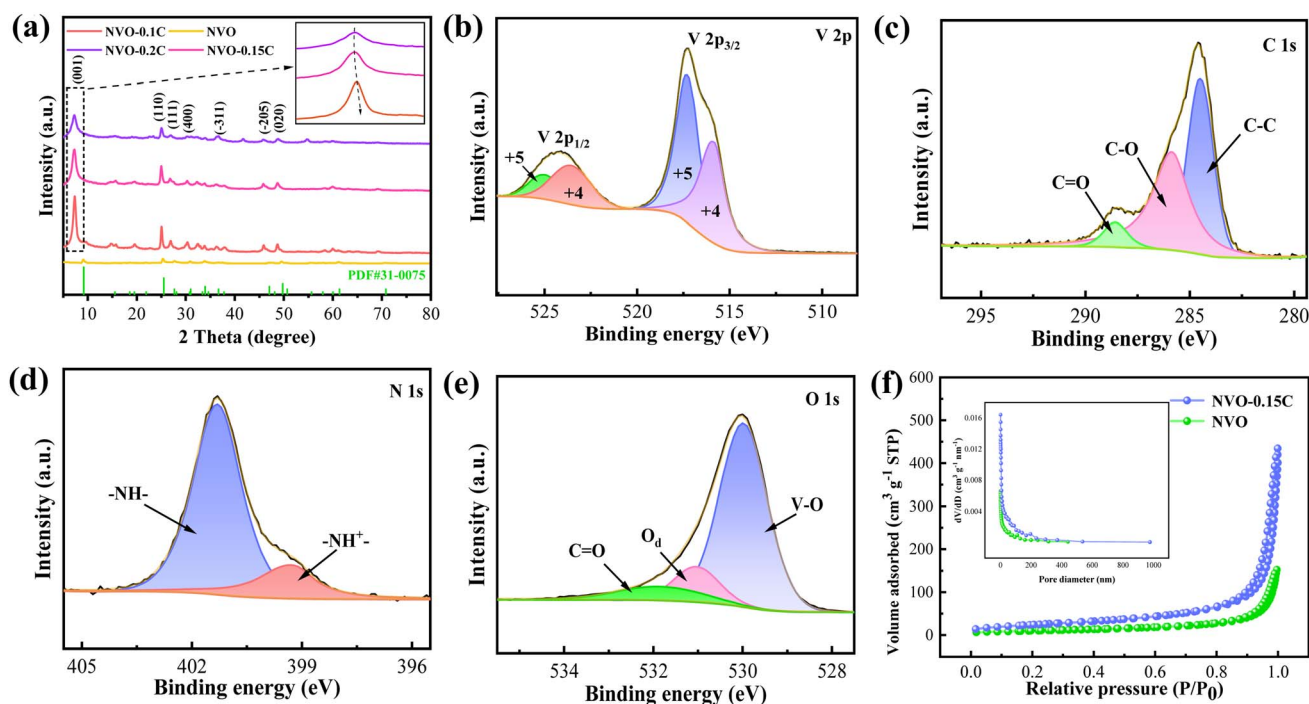 (a)
NVO-0.1C NVO
NVO-0.2C NVO-0.15C
(001)
(110)
(111)
(400)
(-311)
(-205)
(020)
PDF#31-0075
Intensity (a.u.)
10 20 30 40 50 60 70 80
2 Theta (degree)
(b)
V 2p
V 2p3/2
V 2p1/2
+5
+4
+5
+4
Intensity (a.u.)
525 520 515 510
Binding energy (eV)
(c)
C 1s
C-C
C-O
C=O
Intensity (a.u.)
295 290 285 280
Binding energy (eV)
(d)
N 1s
-NH-
-NH+-
Intensity (a.u.)
405 402 399 396
Binding energy (eV)
(e)
O 1s
V-O
Od
C=O
Intensity (a.u.)
534 532 530 528
Binding energy (eV)
(f)
NVO-0.15C
NVO
Volume adsorbed (cm3 g-1 STP)
600
550
500
450
400
350
300
250
200
150
100
50
0
0.0 0.2 0.4 0.6 0.8 1.0
Relative pressure (P/P0)
dV/dD (cm3 g-1 nm-1)
0.016
0.012
0.008
0.004
0 200 400 600 800 1000
Pore diameter (nm)